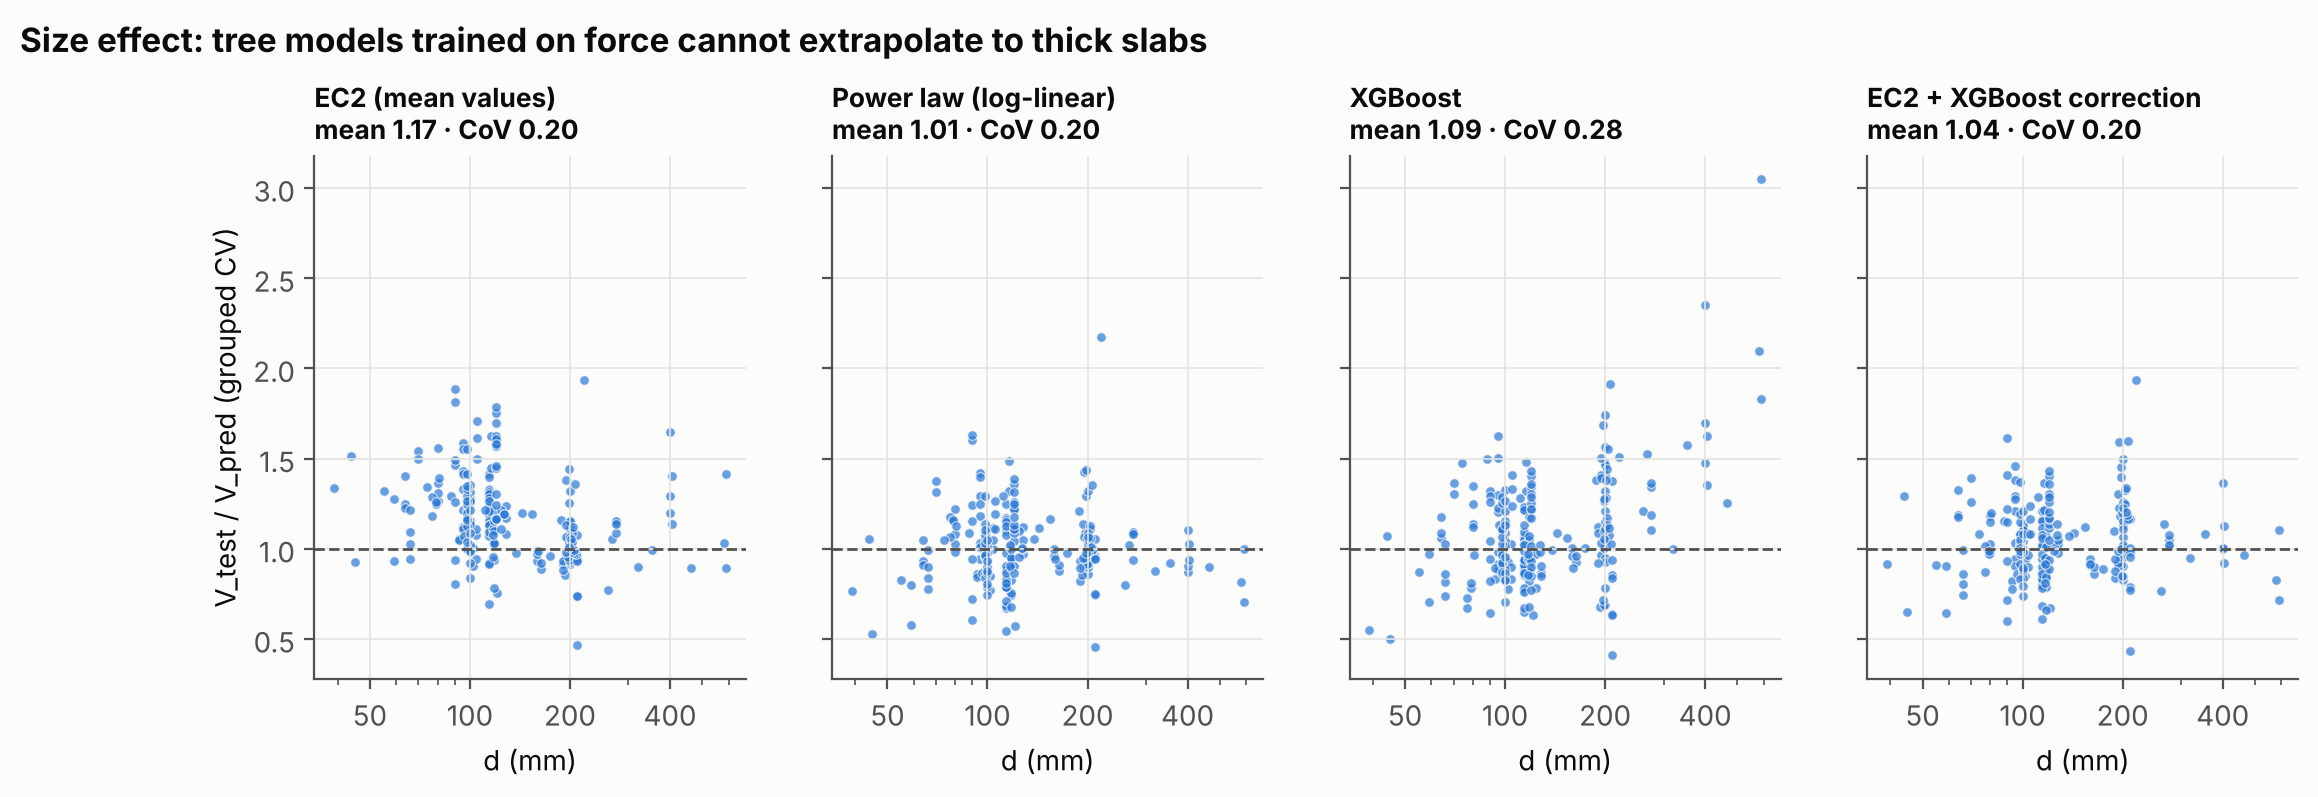 Size effect: tree models trained on force cannot extrapolate to thick slabs
EC2 (mean values)
mean 1.17 · CoV 0.20
Power law (log-linear)
mean 1.01 · CoV 0.20
XGBoost
mean 1.09 · CoV 0.28
EC2 + XGBoost correction
mean 1.04 · CoV 0.20
V_test / V_pred (grouped CV)
3.0
2.5
2.0
1.5
1.0
0.5
50 100 200 400
50 100 200 400
50 100 200 400
50 100 200 400
d (mm)
d (mm)
d (mm)
d (mm)